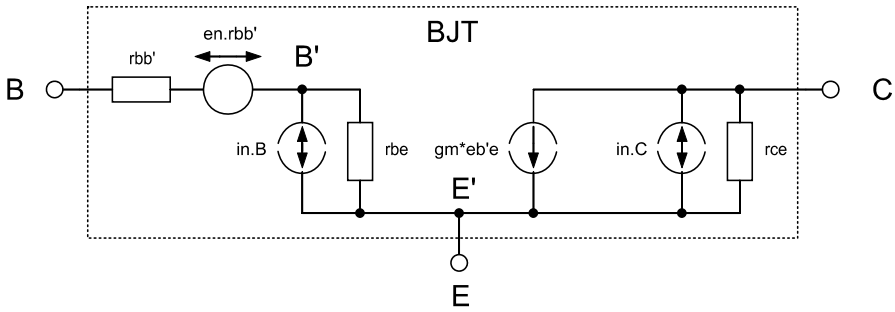 BJT
en.rbb'
rbb'
B'
B
C
in.B
rbe
gm*eb'e
in.C
rce
E'
E